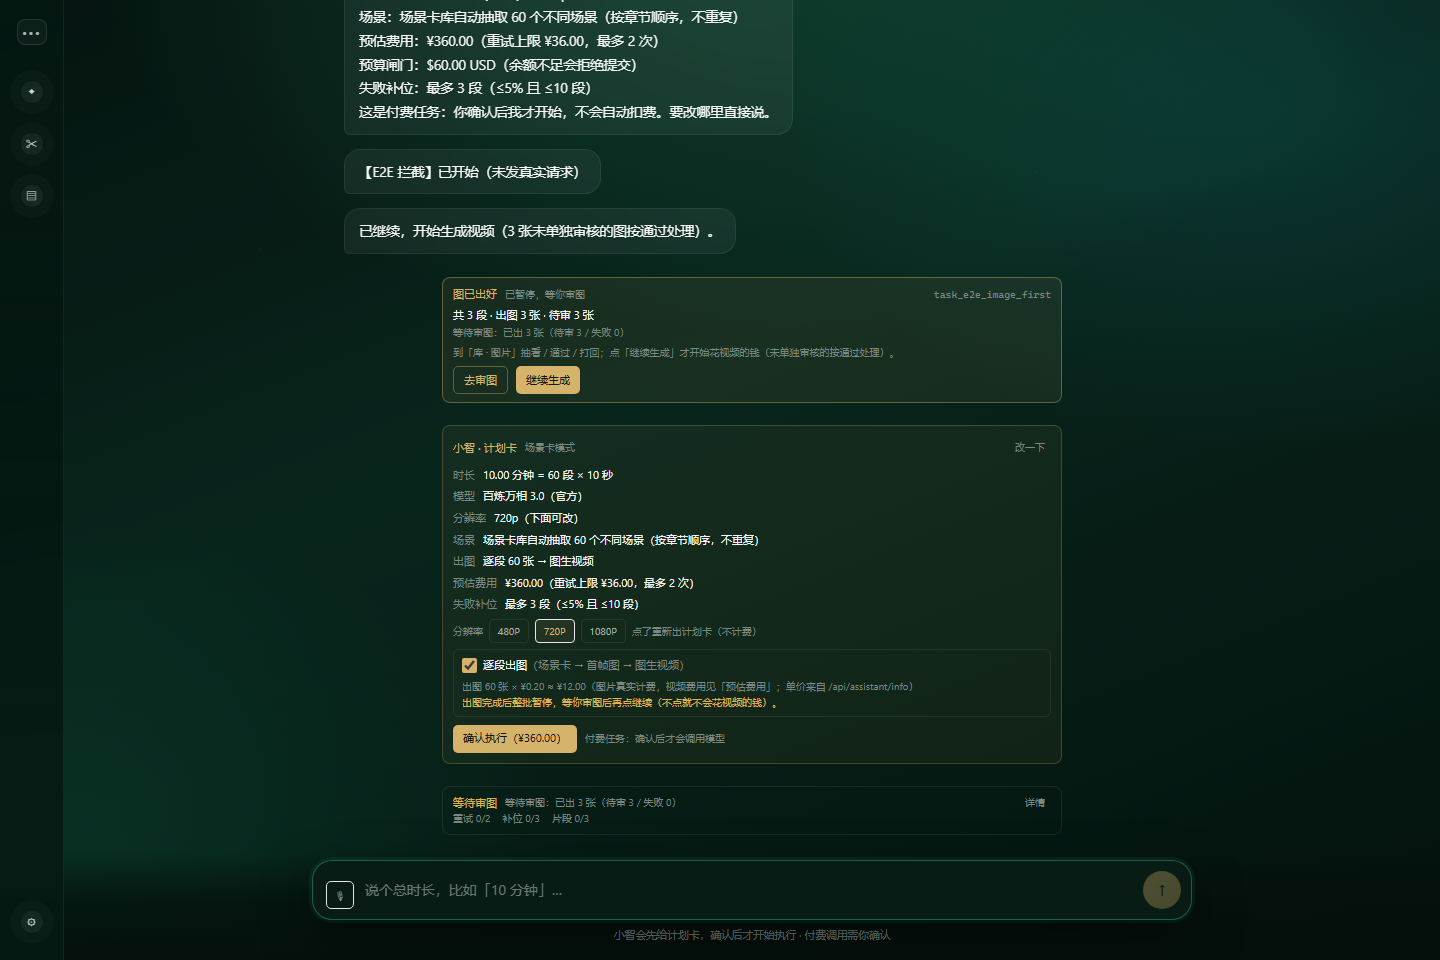 场景：场景卡库自动抽取 60 个不同场景（按章节顺序，不重复）
预估费用：¥360.00（重试上限 ¥36.00，最多 2 次）
预算闸门：$60.00 USD（余额不足会拒绝提交）
失败补位：最多 3 段（≤5% 且 ≤10 段）
这是付费任务：你确认后我才开始，不会自动扣费。要改哪里直接说。
【E2E 拦截】已开始（未发真实请求）
已继续，开始生成视频（3 张未单独审核的图按通过处理）。
图已出好 已暂停，等你审图 task_e2e_image_first
共 3 段 · 出图 3 张 · 待审 3 张
等待审图：已出 3 张（待审 3 / 失败 0）
到「库 · 图片」抽看 / 通过 / 打回；点「继续生成」才开始花视频的钱（未单独审核的按通过处理）。
去审图 继续生成
小智 · 计划卡 场景卡模式 改一下
时长 10.00 分钟 = 60 段 × 10 秒
模型 百炼万相 3.0（官方）
分辨率 720p（下面可改）
场景 场景卡库自动抽取 60 个不同场景（按章节顺序，不重复）
出图 逐段 60 张 → 图生视频
预估费用 ¥360.00（重试上限 ¥36.00，最多 2 次）
失败补位 最多 3 段（≤5% 且 ≤10 段）
分辨率 480P 720P 1080P 点了重新出计划卡（不计费）
逐段出图（场景卡 → 首帧图 → 图生视频）
出图 60 张 × ¥0.20 ≈ ¥12.00（图片真实计费，视频费用见「预估费用」；单价来自 /api/assistant/info）
出图完成后整批暂停，等你审图后再点继续（不点就不会花视频的钱）。
确认执行（¥360.00） 付费任务：确认后才会调用模型
等待审图 等待审图：已出 3 张（待审 3 / 失败 0） 详情
重试 0/2 补位 0/3 片段 0/3
说个总时长，比如「10 分钟」...
小智会先给计划卡，确认后才开始执行 · 付费调用需你确认